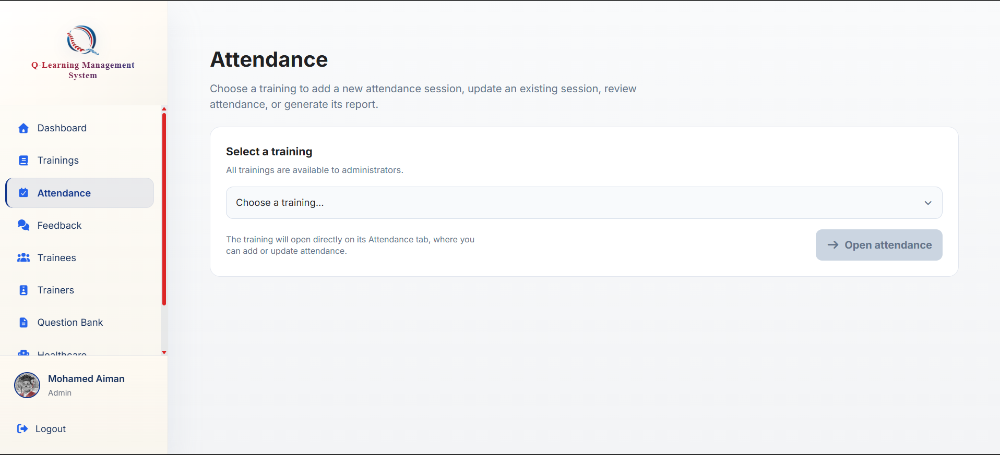 Q-Learning Management
System
Dashboard
Trainings
Attendance
Feedback
Trainees
Trainers
Question Bank
Healthcare
Mohamed Aiman
Admin
Logout
Attendance
Choose a training to add a new attendance session, update an existing session, review
attendance, or generate its report.
Select a training
All trainings are available to administrators.
Choose a training...
The training will open directly on its Attendance tab, where you
can add or update attendance.
Open attendance